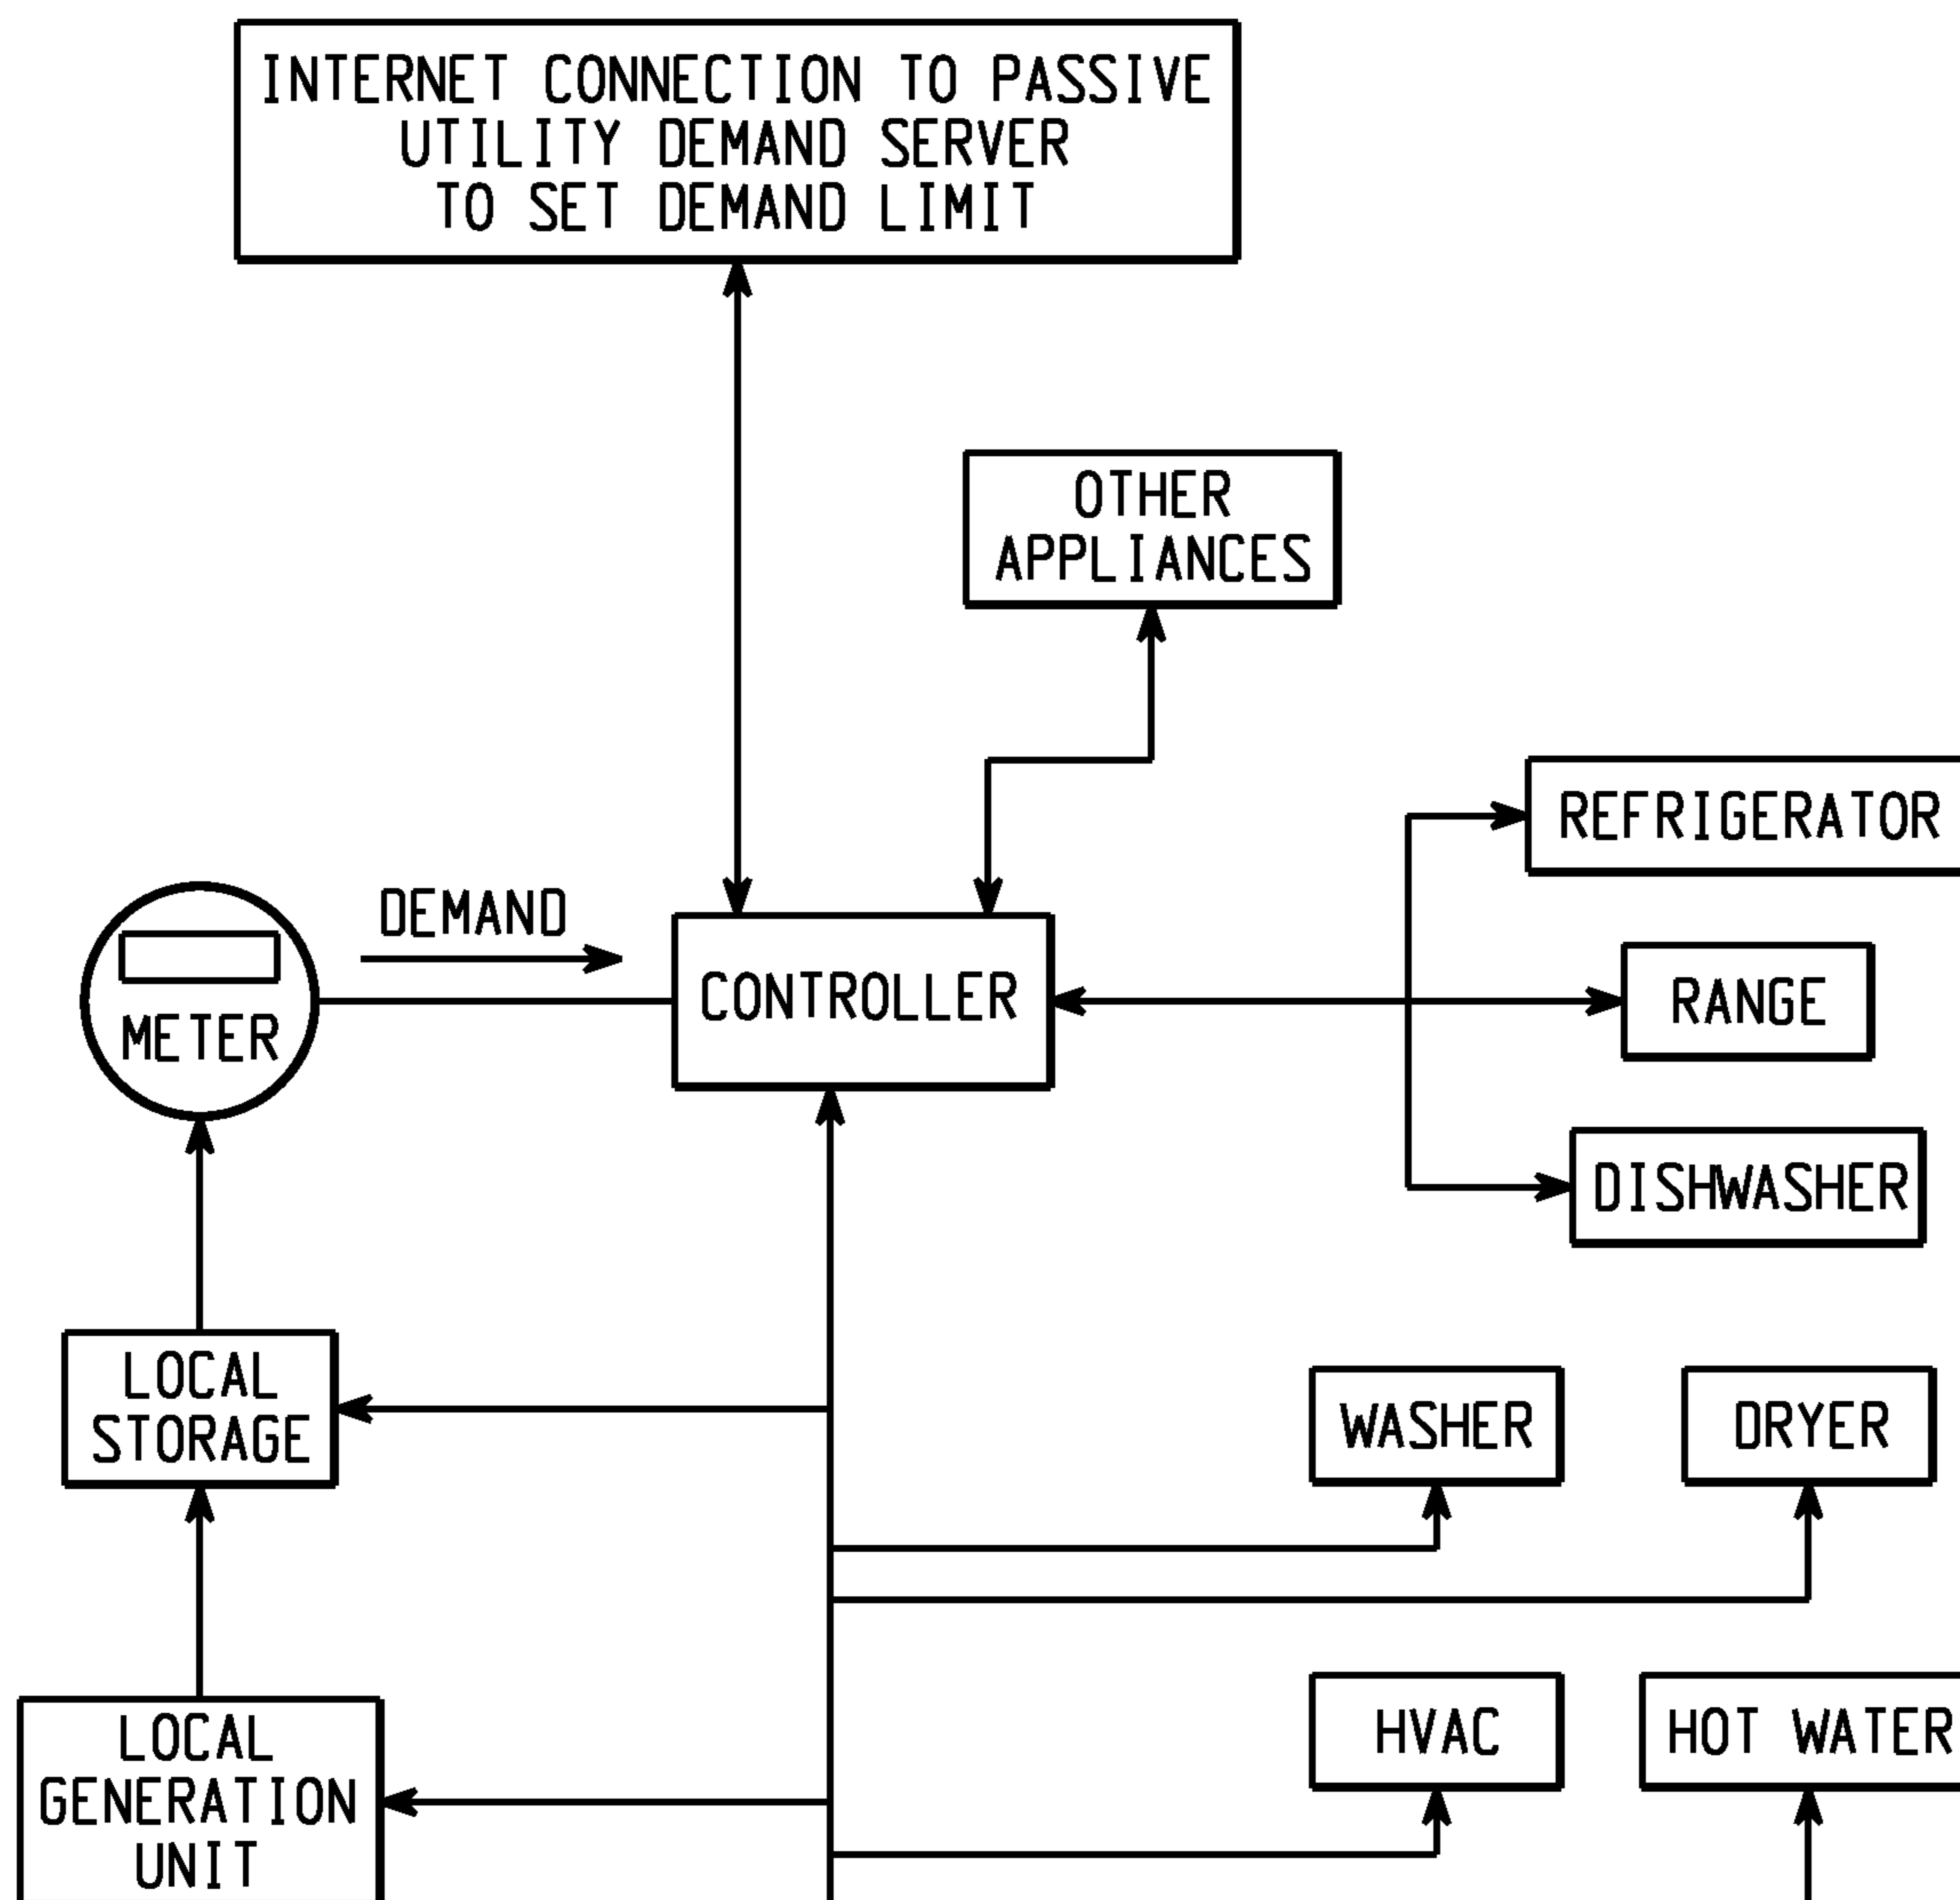 INTERNET CONNECTION TO PASSIVE
UTILITY DEMAND SERVER
TO SET DEMAND LIMIT
OTHER
APPLIANCES
REFRIGERATOR
DEMAND
CONTROLLER
RANGE
METER
DISHWASHER
LOCAL
STORAGE
WASHER
DRYER
LOCAL
GENERATION
UNIT
HVAC
HOT WATER